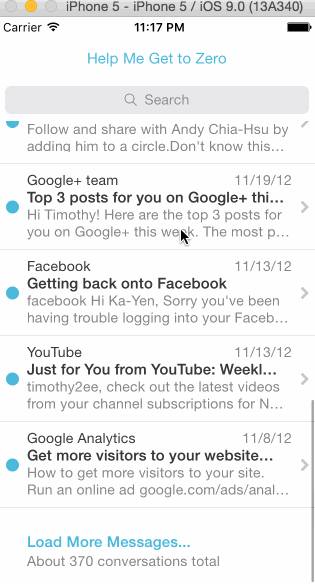 iPhone 5 - iPhone 5 / iOS 9.0 (13A340)
Carrier 11:17 PM
Help Me Get to Zero
Search
Follow and share with Andy Chia-Hsu by
adding him to a circle.Don't know this…
Google+ team 11/19/12
Top 3 posts for you on Google+ thi…
Hi Timothy! Here are the top 3 posts for
you on Google+ this week. The most p…
Facebook 11/13/12
Getting back onto Facebook
facebook Hi Ka-Yen, Sorry you've been
having trouble logging into your Faceb…
YouTube 11/13/12
Just for You from YouTube: Weekl…
timothy2ee, check out the latest videos
from your channel subscriptions for N…
Google Analytics 11/8/12
Get more visitors to your website…
How to get more visitors to your site.
Run an online ad google.com/ads/anal…
Load More Messages...
About 370 conversations total